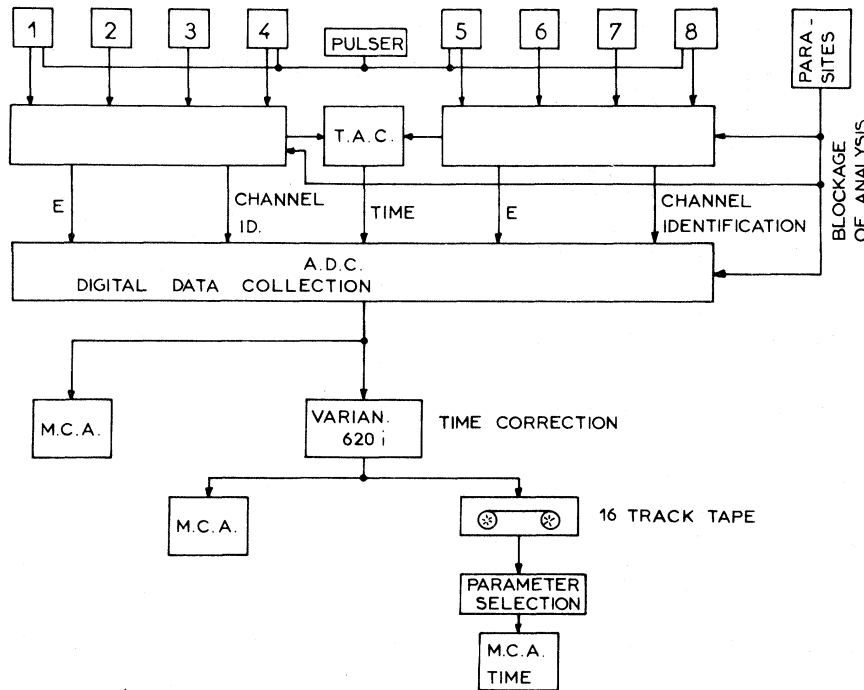 1
2
3
4
PULSER
5
6
7
8
PARA-
SITES
T.A.C.
BLOCKAGE
OF ANALYSIS
E
CHANNEL
ID.
TIME
E
CHANNEL
IDENTIFICATION
A.D.C.
DIGITAL DATA COLLECTION
M.C.A.
VARIAN.
620 i
TIME CORRECTION
M.C.A.
16 TRACK TAPE
PARAMETER
SELECTION
M.C.A.
TIME